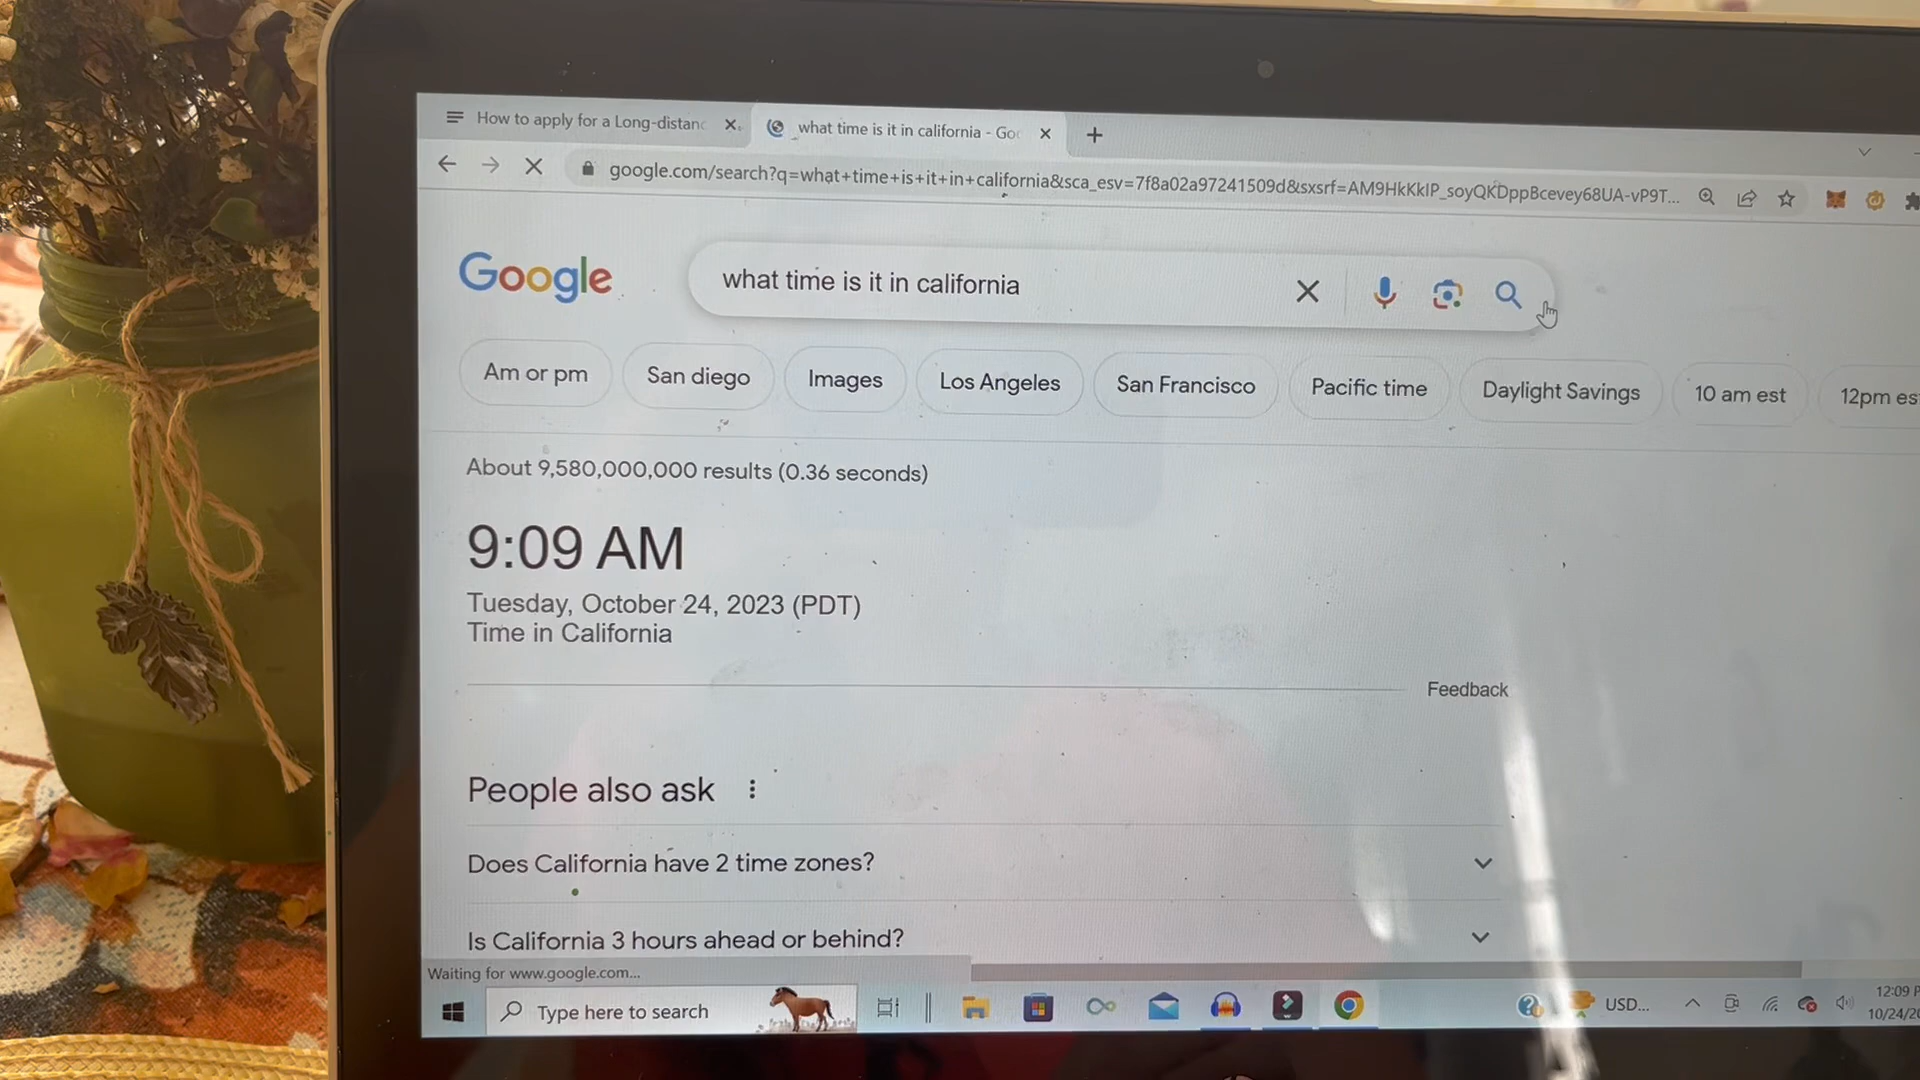 How to apply for a Long-distanc
what time is it in california - Goo
google.com/search?q=what+time+is+it+in+california&sca_esv=7f8a02a97241509d&sxsrf=AM9HkKkIP_soyQKDppBcevey68UA-vP9T...
Google
what time is it in california
Am or pm
San diego
Images
Los Angeles
San Francisco
Pacific time
Daylight Savings
10 am est
12pm es
About 9,580,000,000 results (0.36 seconds)
9:09 AM
Tuesday, October 24, 2023 (PDT)
Time in California
Feedback
People also ask
Does California have 2 time zones?
Is California 3 hours ahead or behind?
Waiting for www.google.com...
Type here to search
USD...
12:09 P
10/24/20